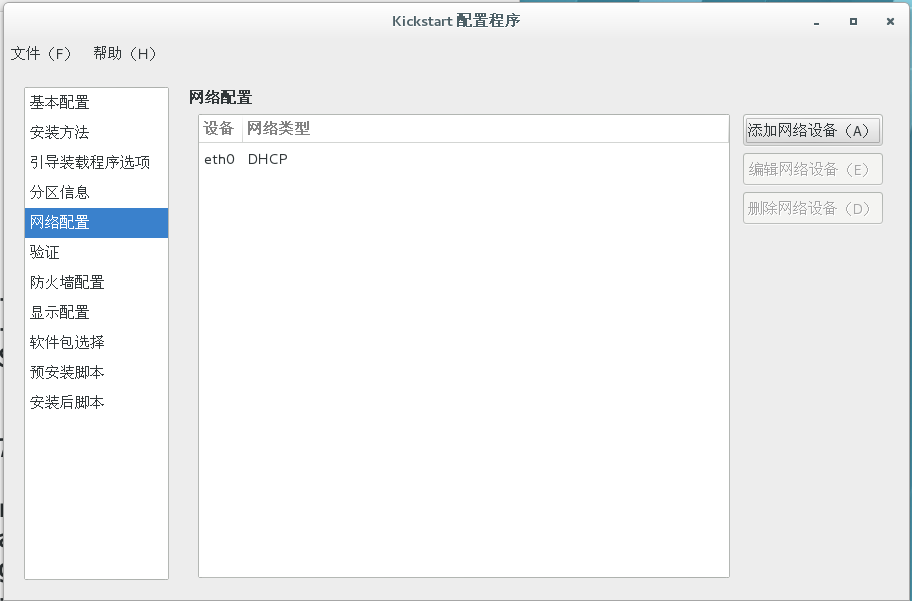 Kickstart 配置程序
文件（F） 帮助（H）
基本配置
安装方法
引导装载程序选项
分区信息
网络配置
验证
防火墙配置
显示配置
软件包选择
预安装脚本
安装后脚本
网络配置
设备 网络类型
eth0 DHCP
添加网络设备（A）
编辑网络设备（E）
删除网络设备（D）